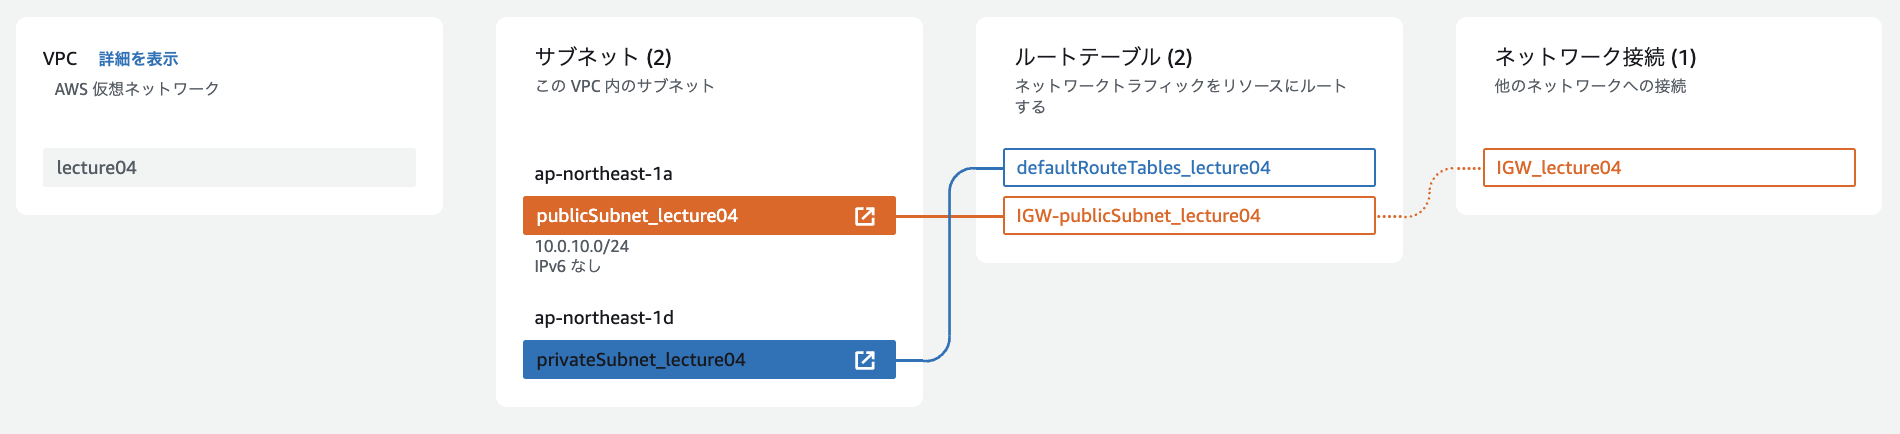 VPC 詳細を表示
AWS 仮想ネットワーク
lecture04
サブネット (2)
この VPC 内のサブネット
ap-northeast-1a
publicSubnet_lecture04
10.0.10.0/24
IPv6 なし
ap-northeast-1d
privateSubnet_lecture04
ルートテーブル (2)
ネットワークトラフィックをリソースにルート
する
defaultRouteTables_lecture04
IGW-publicSubnet_lecture04
ネットワーク接続 (1)
他のネットワークへの接続
IGW_lecture04